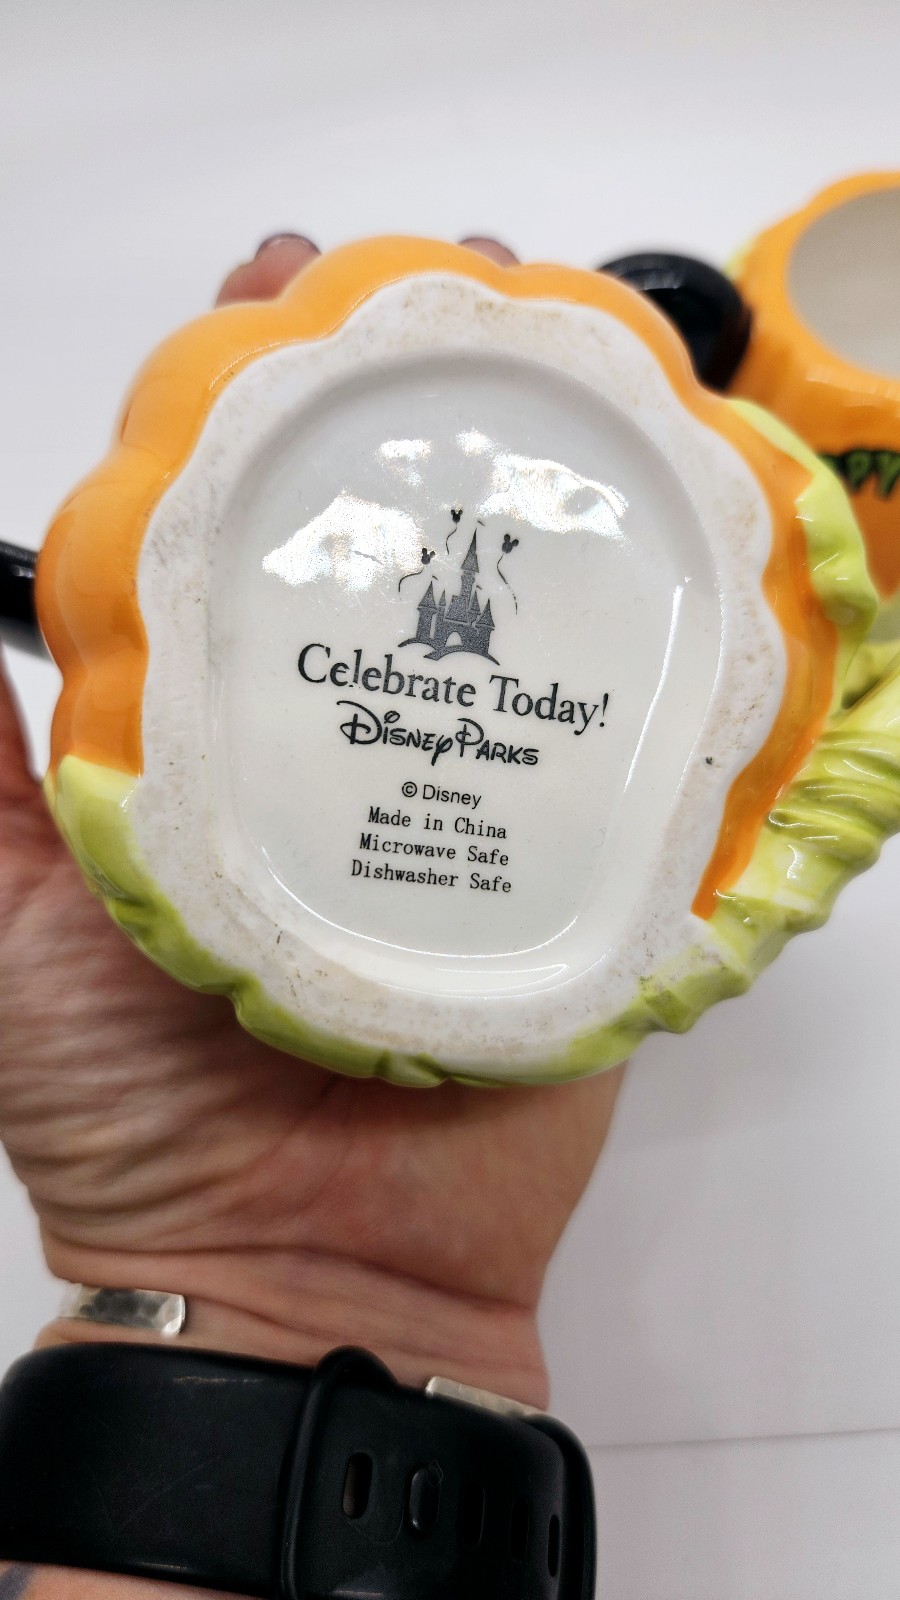 Celebrate Today!
Disney Parks
© Disney
Made in China
Microwave Safe
Dishwasher Safe